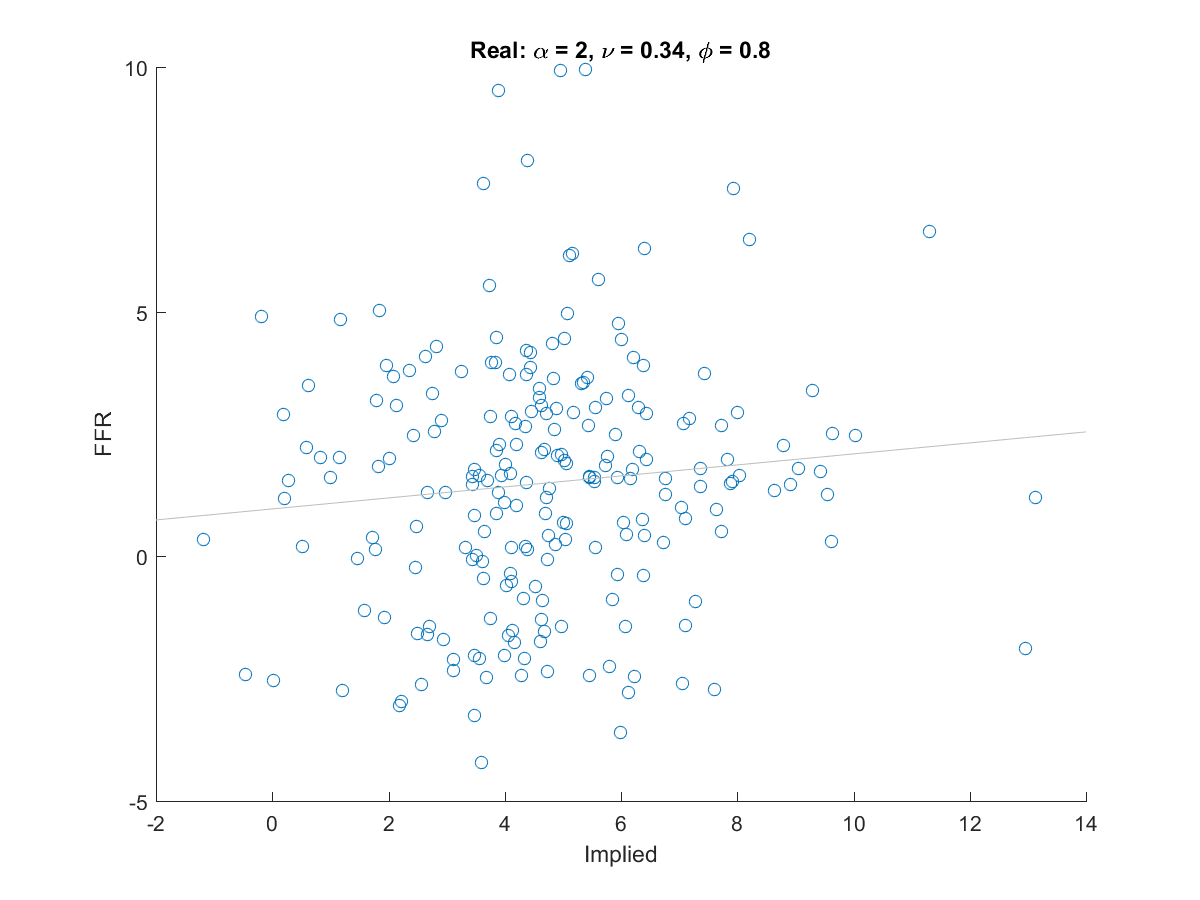 Real: α = 2, ν = 0.34, ϕ = 0.8
10
5
0
-5
FFR
-2 0 2 4 6 8 10 12 14
Implied